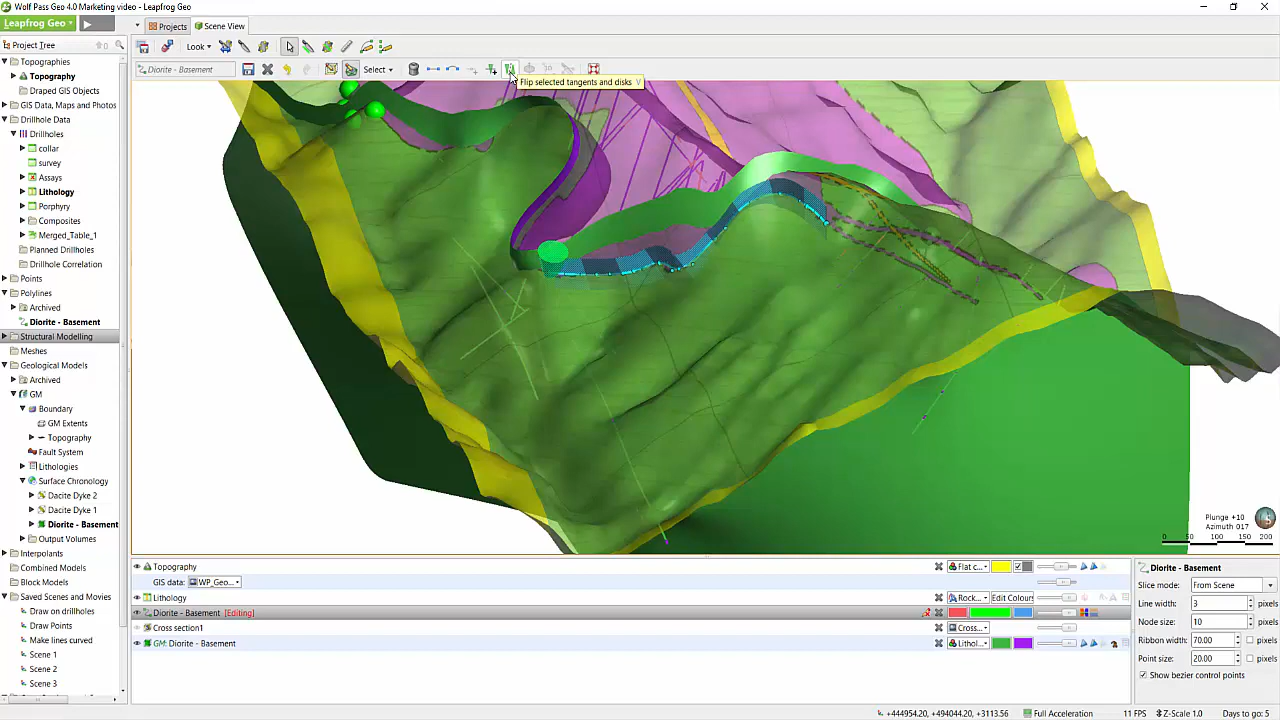 Wolf Pass Geo 4.0 Marketing video - Leapfrog Geo
Leapfrog Geo
Projects
Scene View
Project Tree
Look
Diorite - Basement
Select
Flip selected tangents and disks V
Topographies
Topography
Draped GIS Objects
GIS Data, Maps and Photos
Drillhole Data
Drillholes
collar
survey
Assays
Lithology
Porphyry
Composites
Merged_Table_1
Planned Drillholes
Drillhole Correlation
Points
Polylines
Archived
Diorite - Basement
Structural Modelling
Meshes
Geological Models
Archived
GM
Boundary
GM Extents
Topography
Fault System
Lithologies
Surface Chronology
Dacite Dyke 2
Dacite Dyke 1
Diorite - Basement
Output Volumes
Interpolants
Combined Models
Block Models
Saved Scenes and Movies
Draw on drillholes
Draw Points
Make lines curved
Scene 1
Scene 2
Scene 3
Plunge +10
Azimuth 017
0 50 100 150 200
Topography
Flat c...
GIS data: WP_Geo...
Lithology
Rock... Edit Colours
Diorite - Basement [Editing]
Cross section1
Cross...
GM: Diorite - Basement
Lithol...
Diorite - Basement
Slice mode: From Scene
Line width: 3 pixels
Node size: 10 pixels
Ribbon width: 70.00 pixels
Point size: 20.00 pixels
Show bezier control points
+444954.20, +494044.20, +3113.56
Full Acceleration
11 FPS
Z-Scale 1.0
Days to go: 5